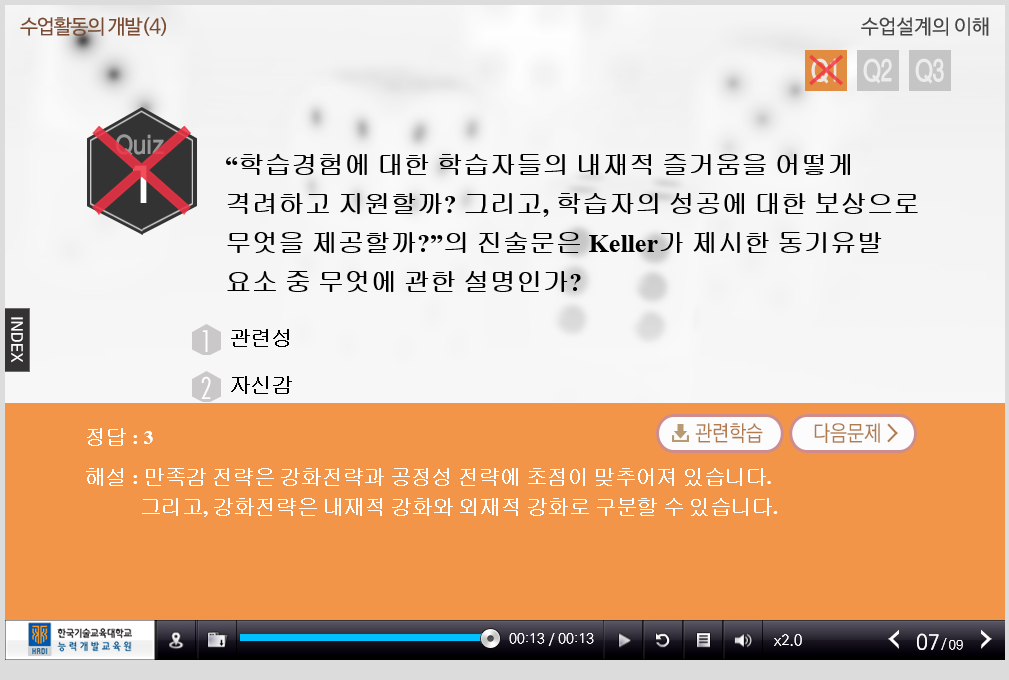 수업활동의 개발(4)
수업설계의 이해
Q1 Q2 Q3
Quiz
1
“학습경험에 대한 학습자들의 내재적 즐거움을 어떻게
격려하고 지원할까? 그리고, 학습자의 성공에 대한 보상으로
무엇을 제공할까?”의 진술문은 Keller가 제시한 동기유발
요소 중 무엇에 관한 설명인가?
INDEX
1 관련성
2 자신감
정답 : 3
관련학습
다음문제
해설 : 만족감 전략은 강화전략과 공정성 전략에 초점이 맞추어져 있습니다.
그리고, 강화전략은 내재적 강화와 외재적 강화로 구분할 수 있습니다.
HRDI
한국기술교육대학교
능력개발교육원
00:13 / 00:13
x2.0
07/09